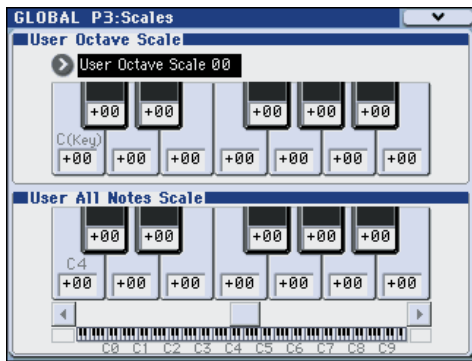 GLOBAL P3:Scales
User Octave Scale
User Octave Scale 00
+00 +00 +00 +00 +00
C(Key)
+00 +00 +00 +00 +00 +00 +00
User All Notes Scale
+00 +00 +00 +00 +00
C4
+00 +00 +00 +00 +00 +00 +00
C0 C1 C2 C3 C4 C5 C6 C7 C8 C9